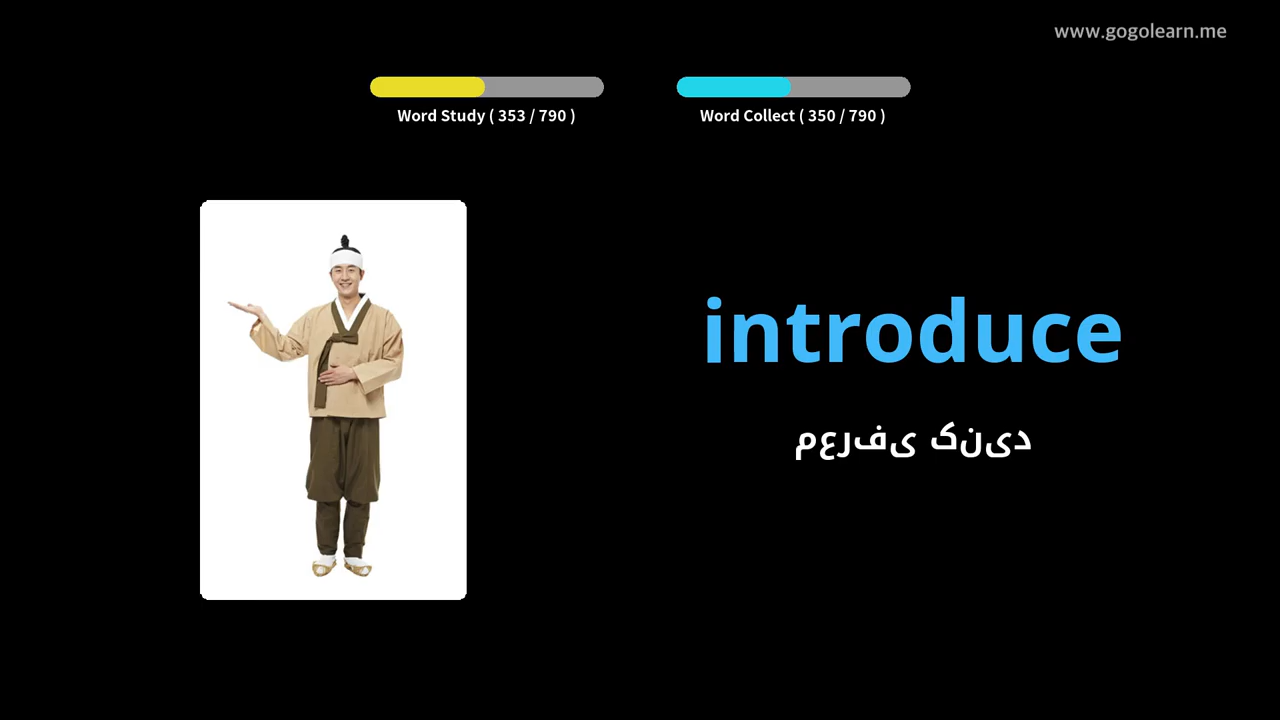 www.gogolearn.me
Word Study ( 353 / 790 )
Word Collect ( 350 / 790 )
introduce
معرفی کنید